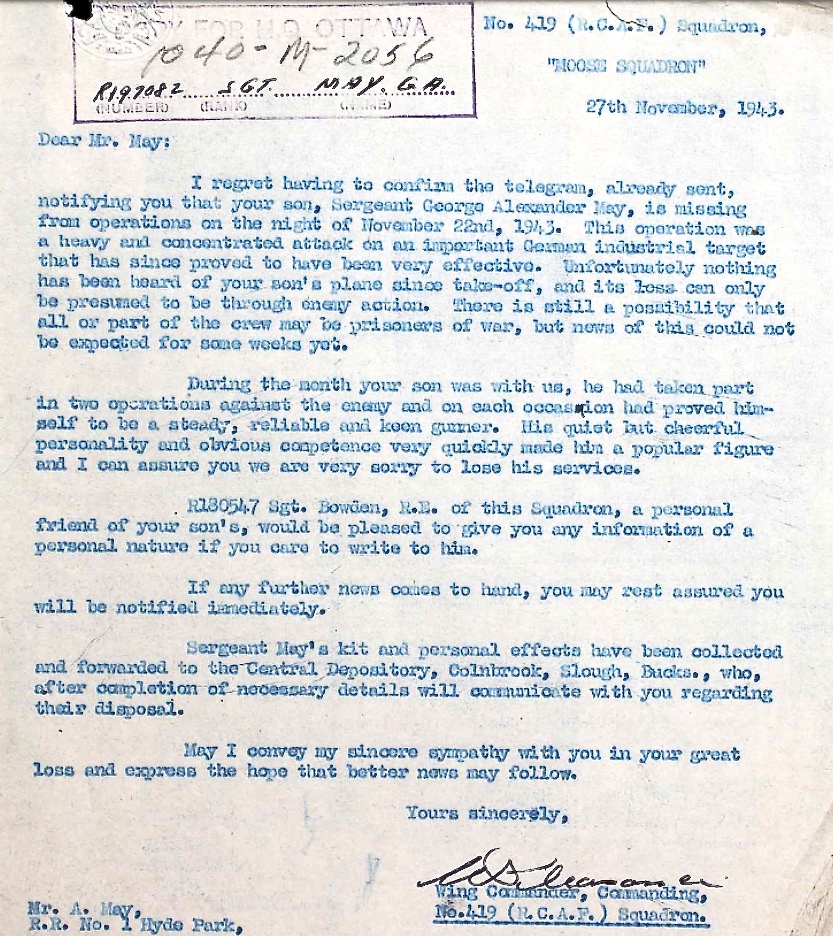 COPY FOR H.Q. OTTAWA
1040-M-2056
R197082 SGT. MAY. G.A.
(NUMBER) (RANK) (NAME)
No. 419 (R.C.A.F.) Squadron,
"MOOSE SQUADRON"
27th November, 1943.
Dear Mr. May:
I regret having to confirm the telegram, already sent,
notifying you that your son, Sergeant George Alexander May, is missing
from operations on the night of November 22nd, 1943. This operation was
a heavy and concentrated attack on an important German industrial target
that has since proved to have been very effective. Unfortunately nothing
has been heard of your son's plane since take-off, and its loss can only
be presumed to be through enemy action. There is still a possibility that
all or part of the crew may be prisoners of war, but news of this could not
be expected for some weeks yet.
During the month your son was with us, he had taken part
in two operations against the enemy and on each occassion had proved him-
self to be a steady, reliable and keen gunner. His quiet but cheerful
personality and obvious competence very quickly made him a popular figure
and I can assure you we are very sorry to lose his services.
R180547 Sgt. Bowden, R.E. of this Squadron, a personal
friend of your son's, would be pleased to give you any information of a
personal nature if you care to write to him.
If any further news comes to hand, you may rest assured you
will be notified immediately.
Sergeant May's kit and personal effects have been collected
and forwarded to the Central Depository, Colnbrook, Slough, Bucks., who,
after completion of necessary details will communicate with you regarding
their disposal.
May I convey my sincere sympathy with you in your great
loss and express the hope that better news may follow.
Yours sincerely,
Wing Commander, Commanding,
No.419 (R.C.A.F.) Squadron.
Mr. A. May,
R.R. No. 1 Hyde Park,